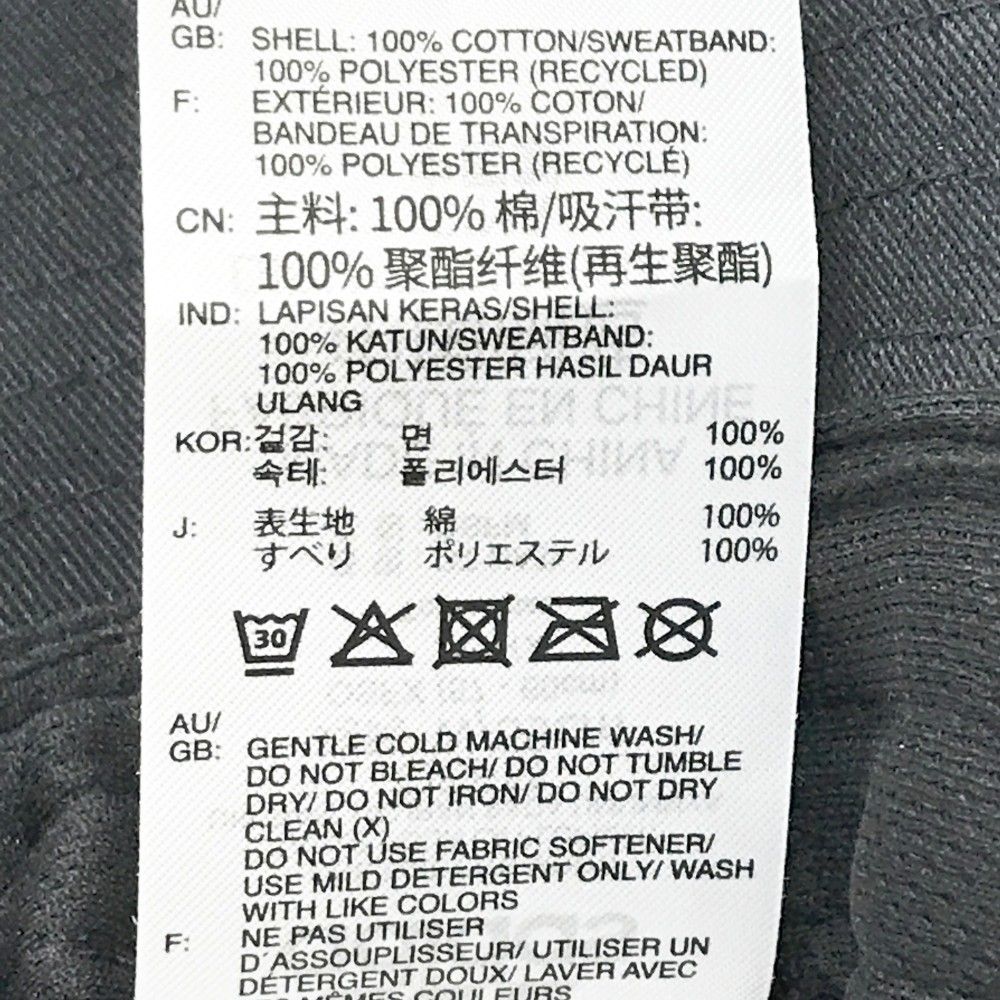 AU/
GB: SHELL: 100% COTTON/SWEATBAND:
100% POLYESTER (RECYCLED)
F: EXTÉRIEUR: 100% COTON/
BANDEAU DE TRANSPIRATION:
100% POLYESTER (RECYCLÉ)
CN: 主料: 100% 棉/吸汗带:
100% 聚酯纤维(再生聚酯)
IND: LAPISAN KERAS/SHELL:
100% KATUN/SWEATBAND:
100% POLYESTER HASIL DAUR
ULANG
KOR: 겉감: 면 100%
속테: 폴리에스터 100%
J: 表生地 綿 100%
すべり ポリエステル 100%
30
AU/
GB: GENTLE COLD MACHINE WASH/
DO NOT BLEACH/ DO NOT TUMBLE
DRY/ DO NOT IRON/ DO NOT DRY
CLEAN (X)
DO NOT USE FABRIC SOFTENER/
USE MILD DETERGENT ONLY/ WASH
WITH LIKE COLORS
F: NE PAS UTILISER
D´ASSOUPLISSEUR/ UTILISER UN
DÉTERGENT DOUX/ LAVER AVEC
MÊMES COULEURS